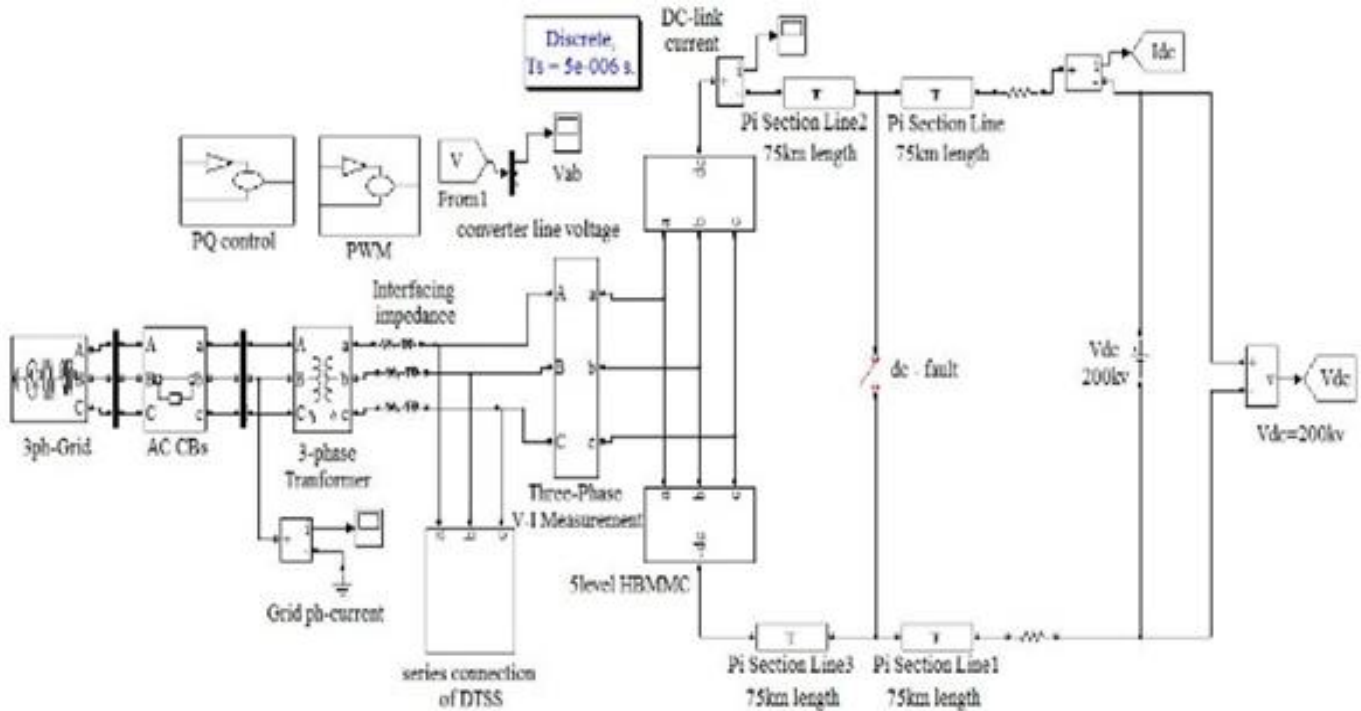 DC-link
current
Discrete,
Ts = 5e-006 s.
Idc
Pi Section Line2
75km length
Pi Section Line
75km length
V
From1
Vab
converter line voltage
PQ control
PWM
dc
a b c
Interfacing
impedance
A a
B b
C c
A
B
C
A a
B b
C c
A a
B b
C c
3ph-Grid
AC CBs
3-phase
Tranformer
dc - fault
Vdc
200kv
+
-
v
Vdc
Vdc=200kv
Three-Phase
V-I Measurement
a b c
-dc
a b c
5level HBMMC
Grid ph-current
series connection
of DTSS
Pi Section Line3
75km length
Pi Section Line1
75km length